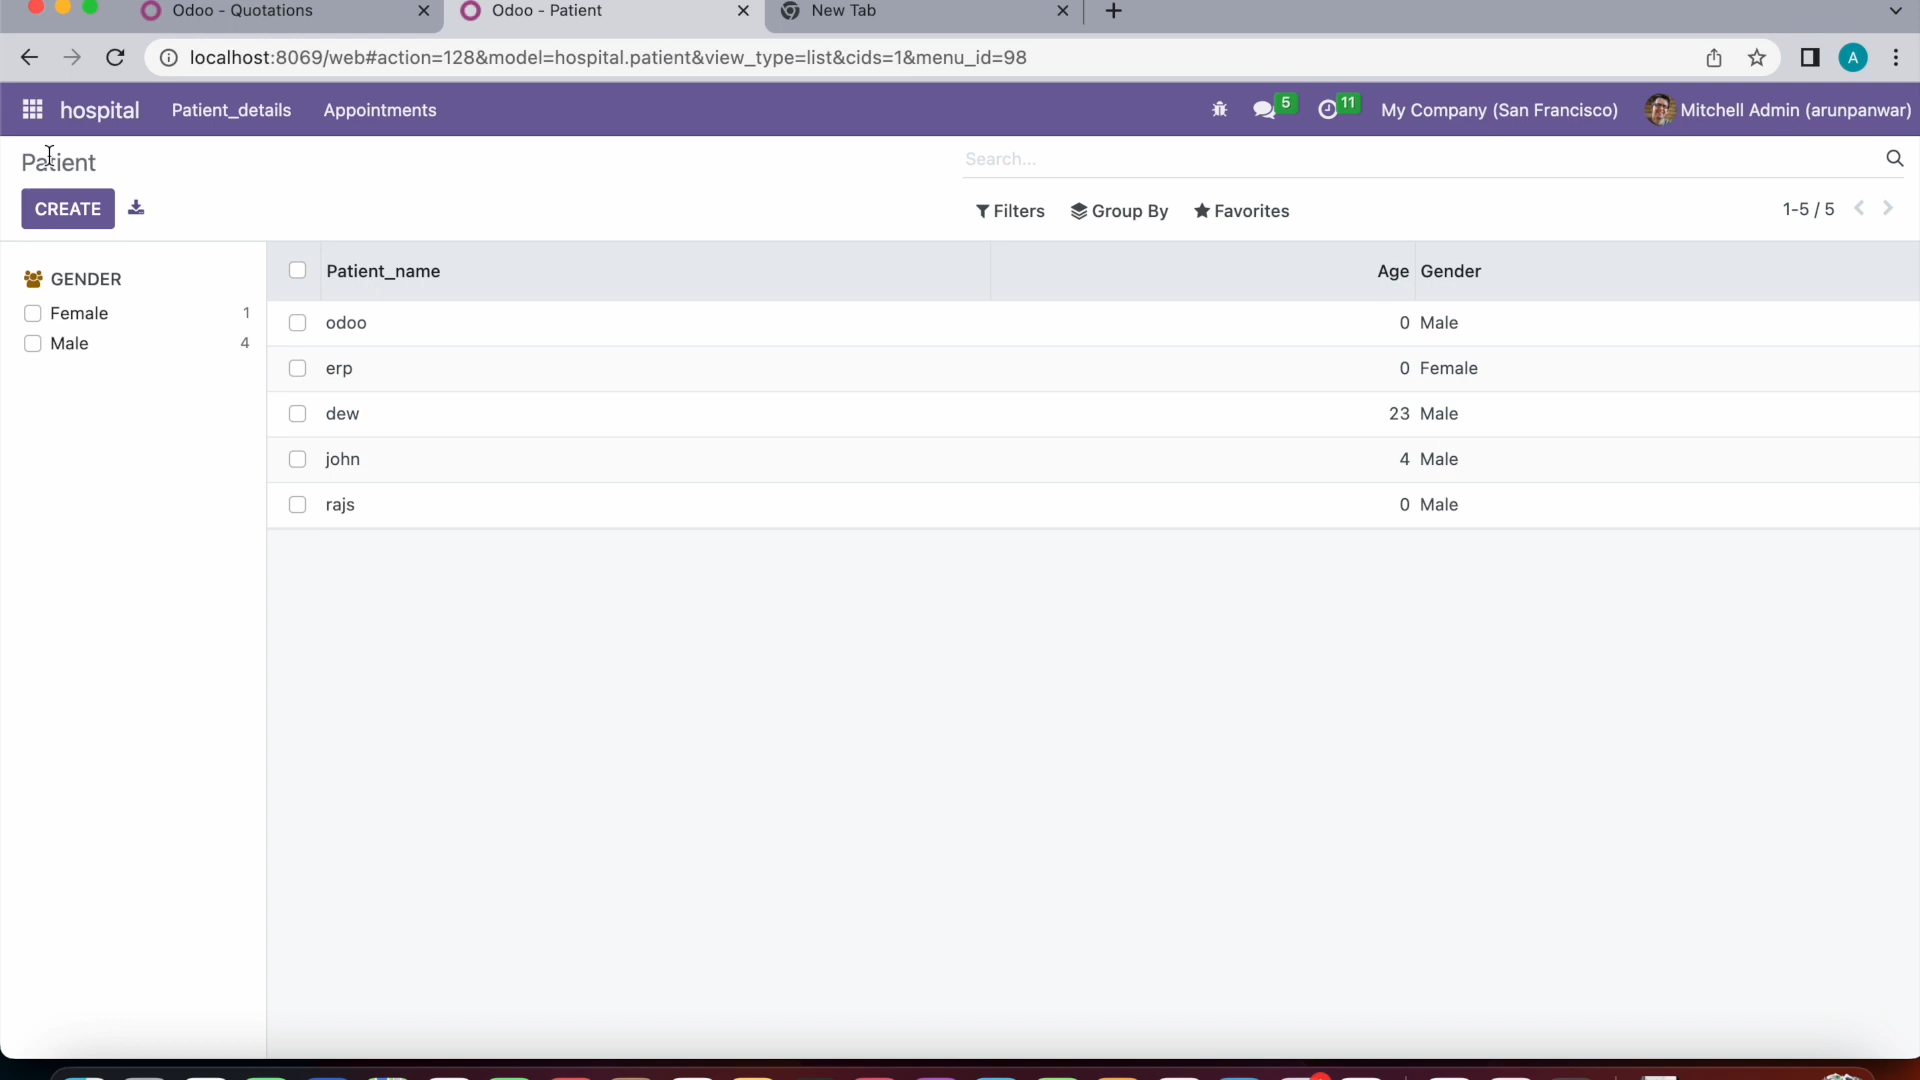 Odoo - Quotations Odoo - Patient New Tab
localhost:8069/web#action=128&model=hospital.patient&view_type=list&cids=1&menu_id=98 A
hospital Patient_details Appointments 5 11 My Company (San Francisco) Mitchell Admin (arunpanwar)
Patient Search...
CREATE Filters Group By Favorites 1-5 / 5
GENDER Patient_name Age Gender
Female 1 odoo 0 Male
Male 4 erp 0 Female
dew 23 Male
john 4 Male
rajs 0 Male